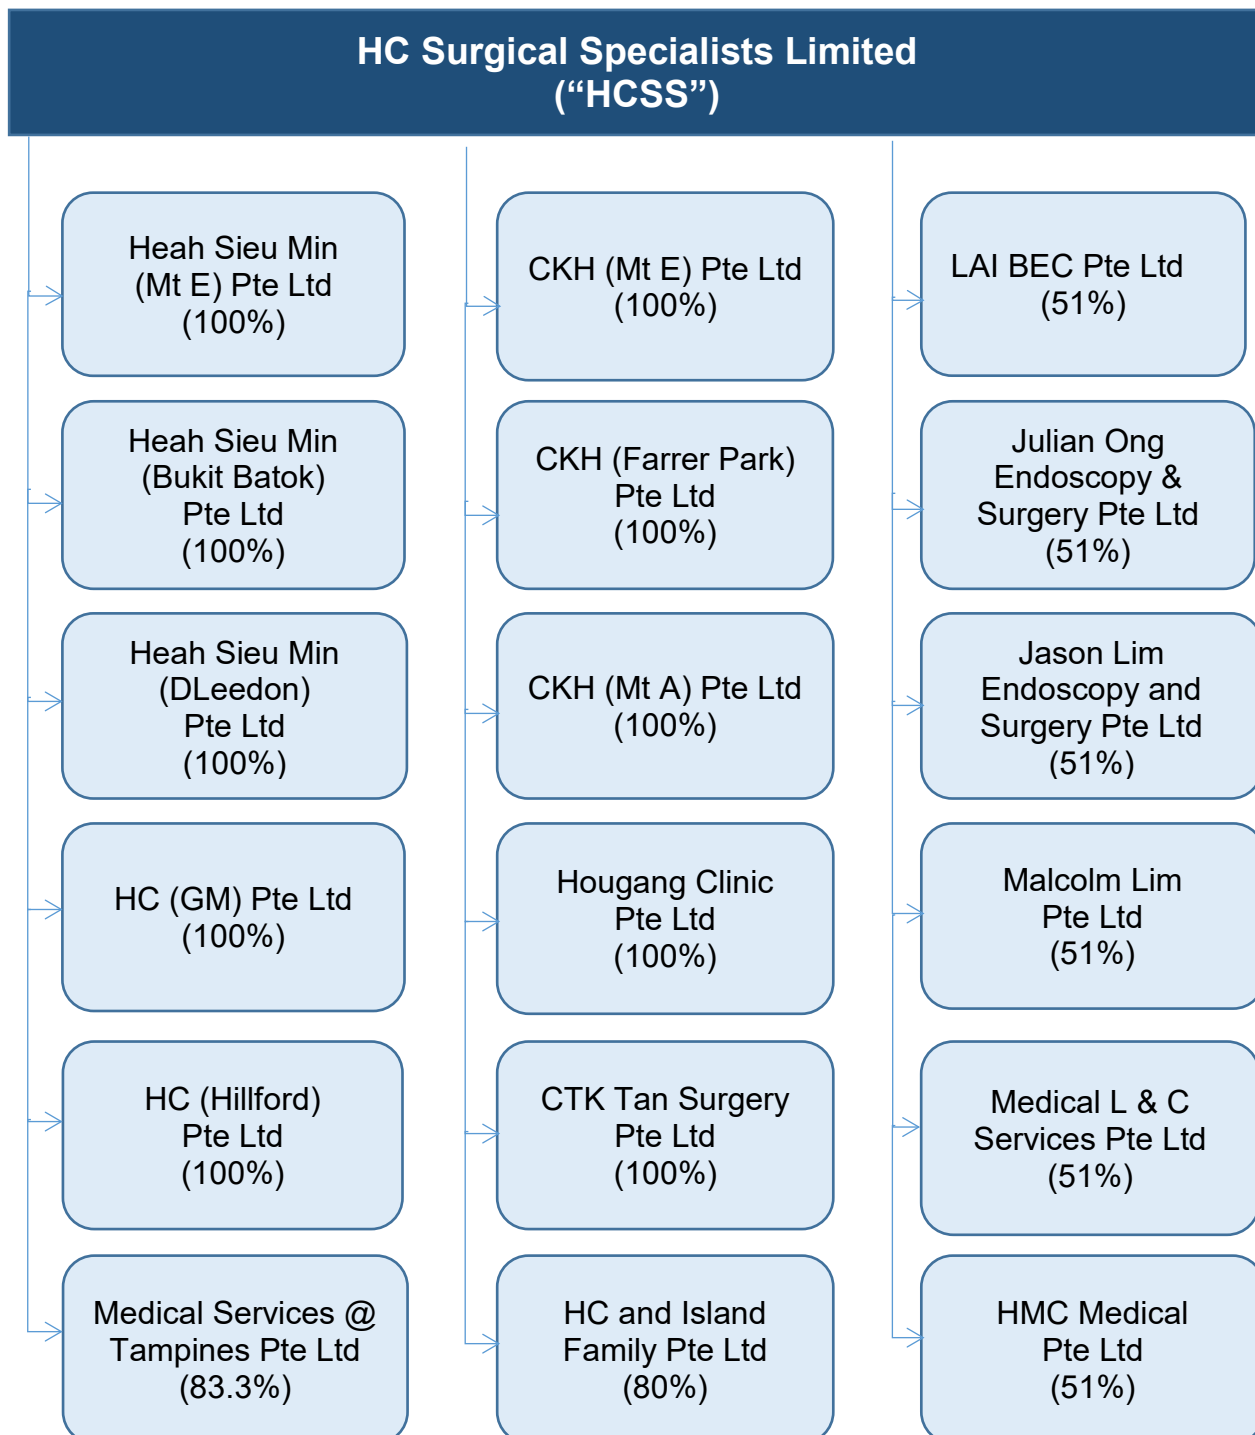 HC Surgical Specialists Limited
(“HCSS”)
Heah Sieu Min
(Mt E) Pte Ltd
(100%)
Heah Sieu Min
(Bukit Batok)
Pte Ltd
(100%)
Heah Sieu Min
(DLeedon)
Pte Ltd
(100%)
HC (GM) Pte Ltd
(100%)
HC (Hillford)
Pte Ltd
(100%)
Medical Services @
Tampines Pte Ltd
(83.3%)
CKH (Mt E) Pte Ltd
(100%)
CKH (Farrer Park)
Pte Ltd
(100%)
CKH (Mt A) Pte Ltd
(100%)
Hougang Clinic
Pte Ltd
(100%)
CTK Tan Surgery
Pte Ltd
(100%)
HC and Island
Family Pte Ltd
(80%)
LAI BEC Pte Ltd
(51%)
Julian Ong
Endoscopy &
Surgery Pte Ltd
(51%)
Jason Lim
Endoscopy and
Surgery Pte Ltd
(51%)
Malcolm Lim
Pte Ltd
(51%)
Medical L & C
Services Pte Ltd
(51%)
HMC Medical
Pte Ltd
(51%)